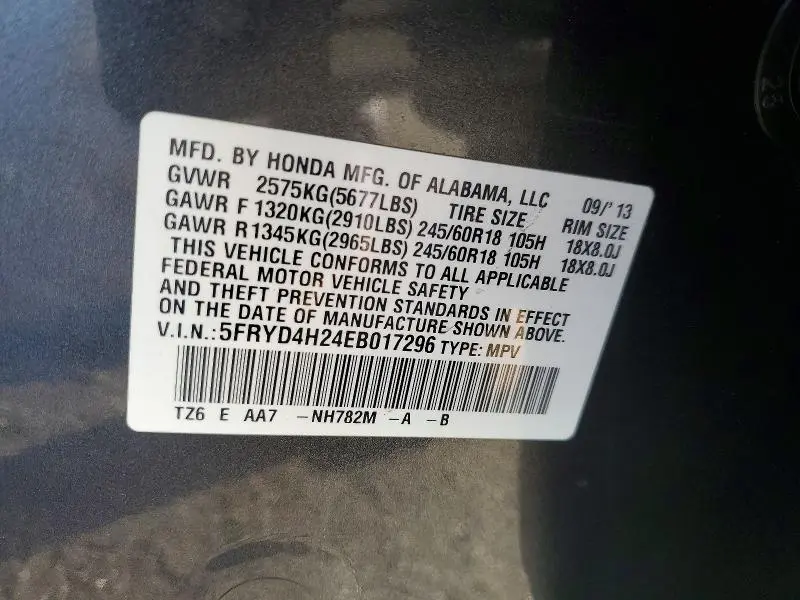 MFD. BY HONDA MFG. OF ALABAMA, LLC 09/'13
GVWR 2575KG(5677LBS) TIRE SIZE RIM SIZE
GAWR F 1320KG(2910LBS) 245/60R18 105H 18X8.0J
GAWR R 1345KG(2965LBS) 245/60R18 105H 18X8.0J
THIS VEHICLE CONFORMS TO ALL APPLICABLE
FEDERAL MOTOR VEHICLE SAFETY
AND THEFT PREVENTION STANDARDS IN EFFECT
ON THE DATE OF MANUFACTURE SHOWN ABOVE.
V.I.N.: 5FRYD4H24EB017296 TYPE: MPV
TZ6 E AA7 -NH782M -A -B